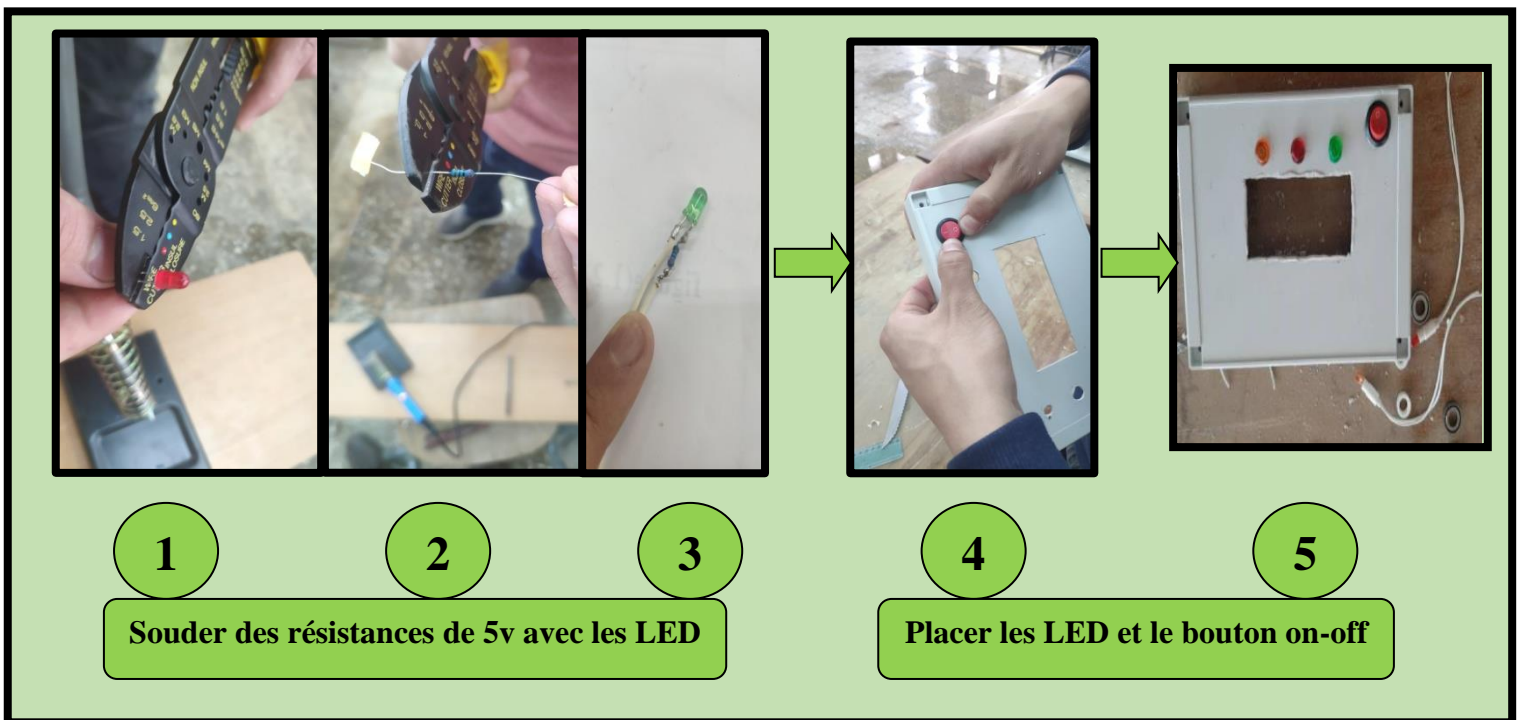 1
2
3
4
5
Souder des résistances de 5v avec les LED
Placer les LED et le bouton on-off